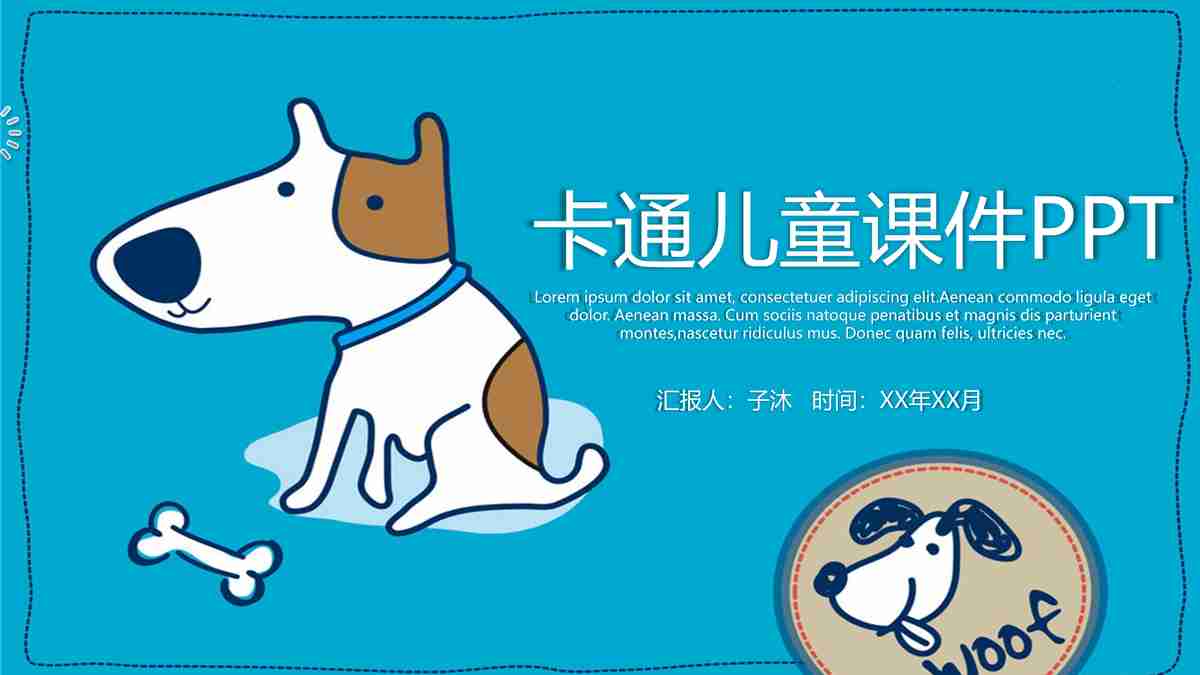 卡通儿童课件PPT
Lorem ipsum dolor sit amet, consectetuer adipiscing elit.Aenean commodo ligula eget
dolor. Aenean massa. Cum sociis natoque penatibus et magnis dis parturient
montes,nascetur ridiculus mus. Donec quam felis, ultricies nec.
汇报人：子沐 时间：XX年XX月
woof